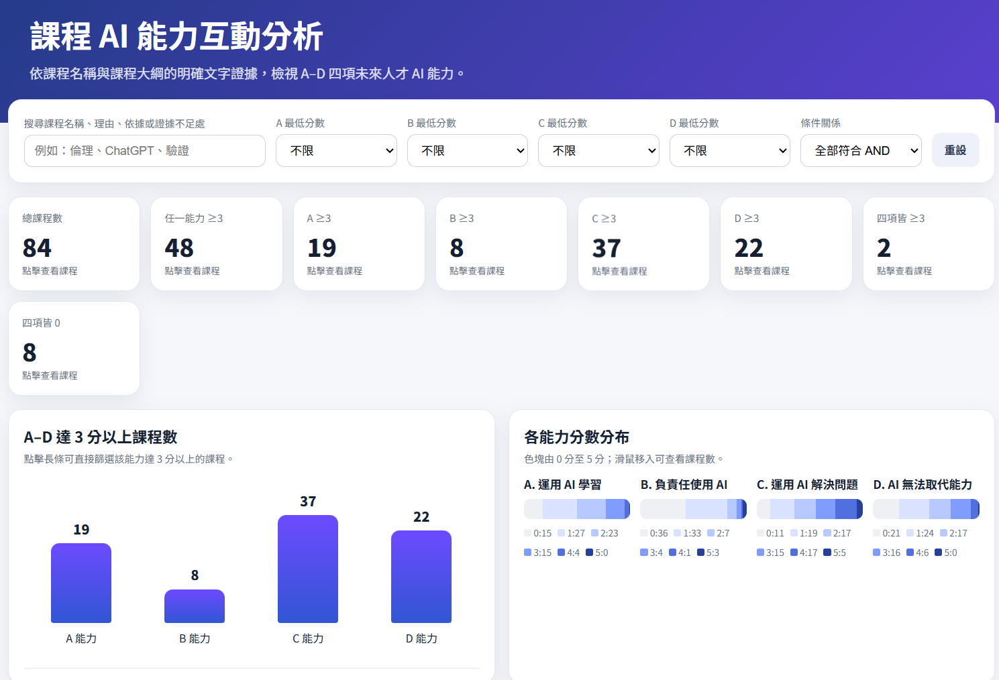 課程 AI 能力互動分析
依課程名稱與課程大綱的明確文字證據，檢視 A–D 四項未來人才 AI 能力。
搜尋課程名稱、理由、依據或證據不足處
A 最低分數
B 最低分數
C 最低分數
D 最低分數
條件關係
例如：倫理、ChatGPT、驗證
不限
不限
不限
不限
全部符合 AND
重設
總課程數
84
點擊查看課程
任一能力 ≥3
48
點擊查看課程
A ≥3
19
點擊查看課程
B ≥3
8
點擊查看課程
C ≥3
37
點擊查看課程
D ≥3
22
點擊查看課程
四項皆 ≥3
2
點擊查看課程
四項皆 0
8
點擊查看課程
A–D 達 3 分以上課程數
點擊長條可直接篩選該能力達 3 分以上的課程。
19
8
37
22
A 能力
B 能力
C 能力
D 能力
各能力分數分布
色塊由 0 分至 5 分；滑鼠移入可查看課程數。
A. 運用 AI 學習
0:15 1:27 2:23
3:15 4:4 5:0
B. 負責任使用 AI
0:36 1:33 2:7
3:4 4:1 5:3
C. 運用 AI 解決問題
0:11 1:19 2:17
3:15 4:17 5:5
D. AI 無法取代能力
0:21 1:24 2:17
3:16 4:6 5:0